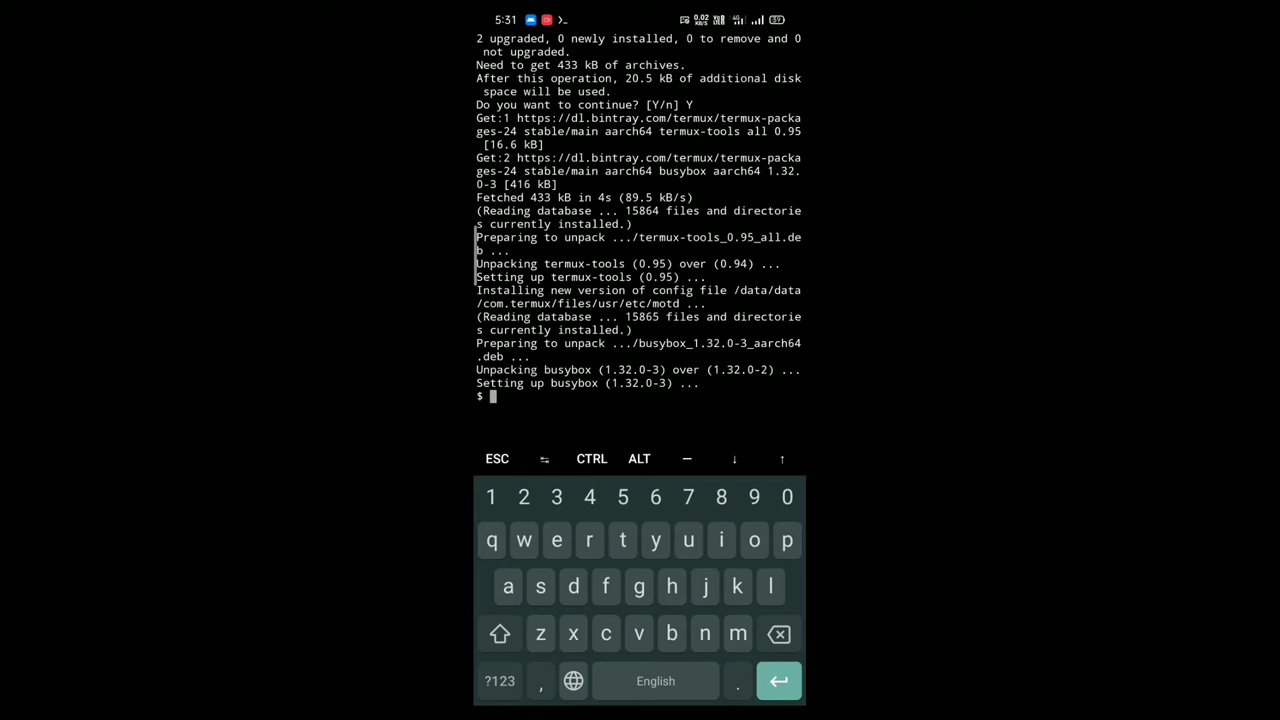 5:31 0.02 KB/S Vo LTE 4G 39
2 upgraded, 0 newly installed, 0 to remove and 0
not upgraded.
Need to get 433 kB of archives.
After this operation, 20.5 kB of additional disk
space will be used.
Do you want to continue? [Y/n] Y
Get:1 https://dl.bintray.com/termux/termux-packa
ges-24 stable/main aarch64 termux-tools all 0.95
[16.6 kB]
Get:2 https://dl.bintray.com/termux/termux-packa
ges-24 stable/main aarch64 busybox aarch64 1.32.
0-3 [416 kB]
Fetched 433 kB in 4s (89.5 kB/s)
(Reading database ... 15864 files and directorie
s currently installed.)
Preparing to unpack .../termux-tools_0.95_all.de
b ...
Unpacking termux-tools (0.95) over (0.94) ...
Setting up termux-tools (0.95) ...
Installing new version of config file /data/data
/com.termux/files/usr/etc/motd ...
(Reading database ... 15865 files and directorie
s currently installed.)
Preparing to unpack .../busybox_1.32.0-3_aarch64
.deb ...
Unpacking busybox (1.32.0-3) over (1.32.0-2) ...
Setting up busybox (1.32.0-3) ...
$
ESC ⇆ CTRL ALT — ↓ ↑
1 2 3 4 5 6 7 8 9 0
q w e r t y u i o p
a s d f g h j k l
z x c v b n m
?123 , English .